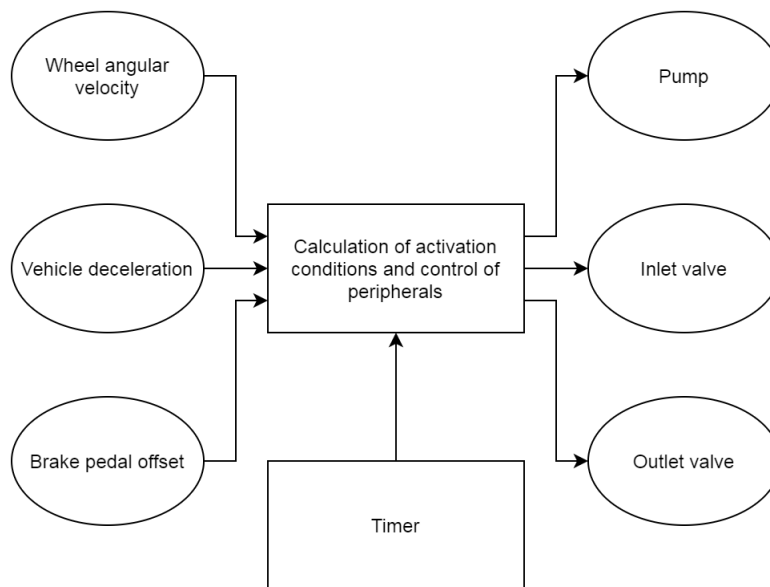 Wheel angular
velocity
Pump
Vehicle deceleration
Calculation of activation
conditions and control of
peripherals
Inlet valve
Brake pedal offset
Outlet valve
Timer